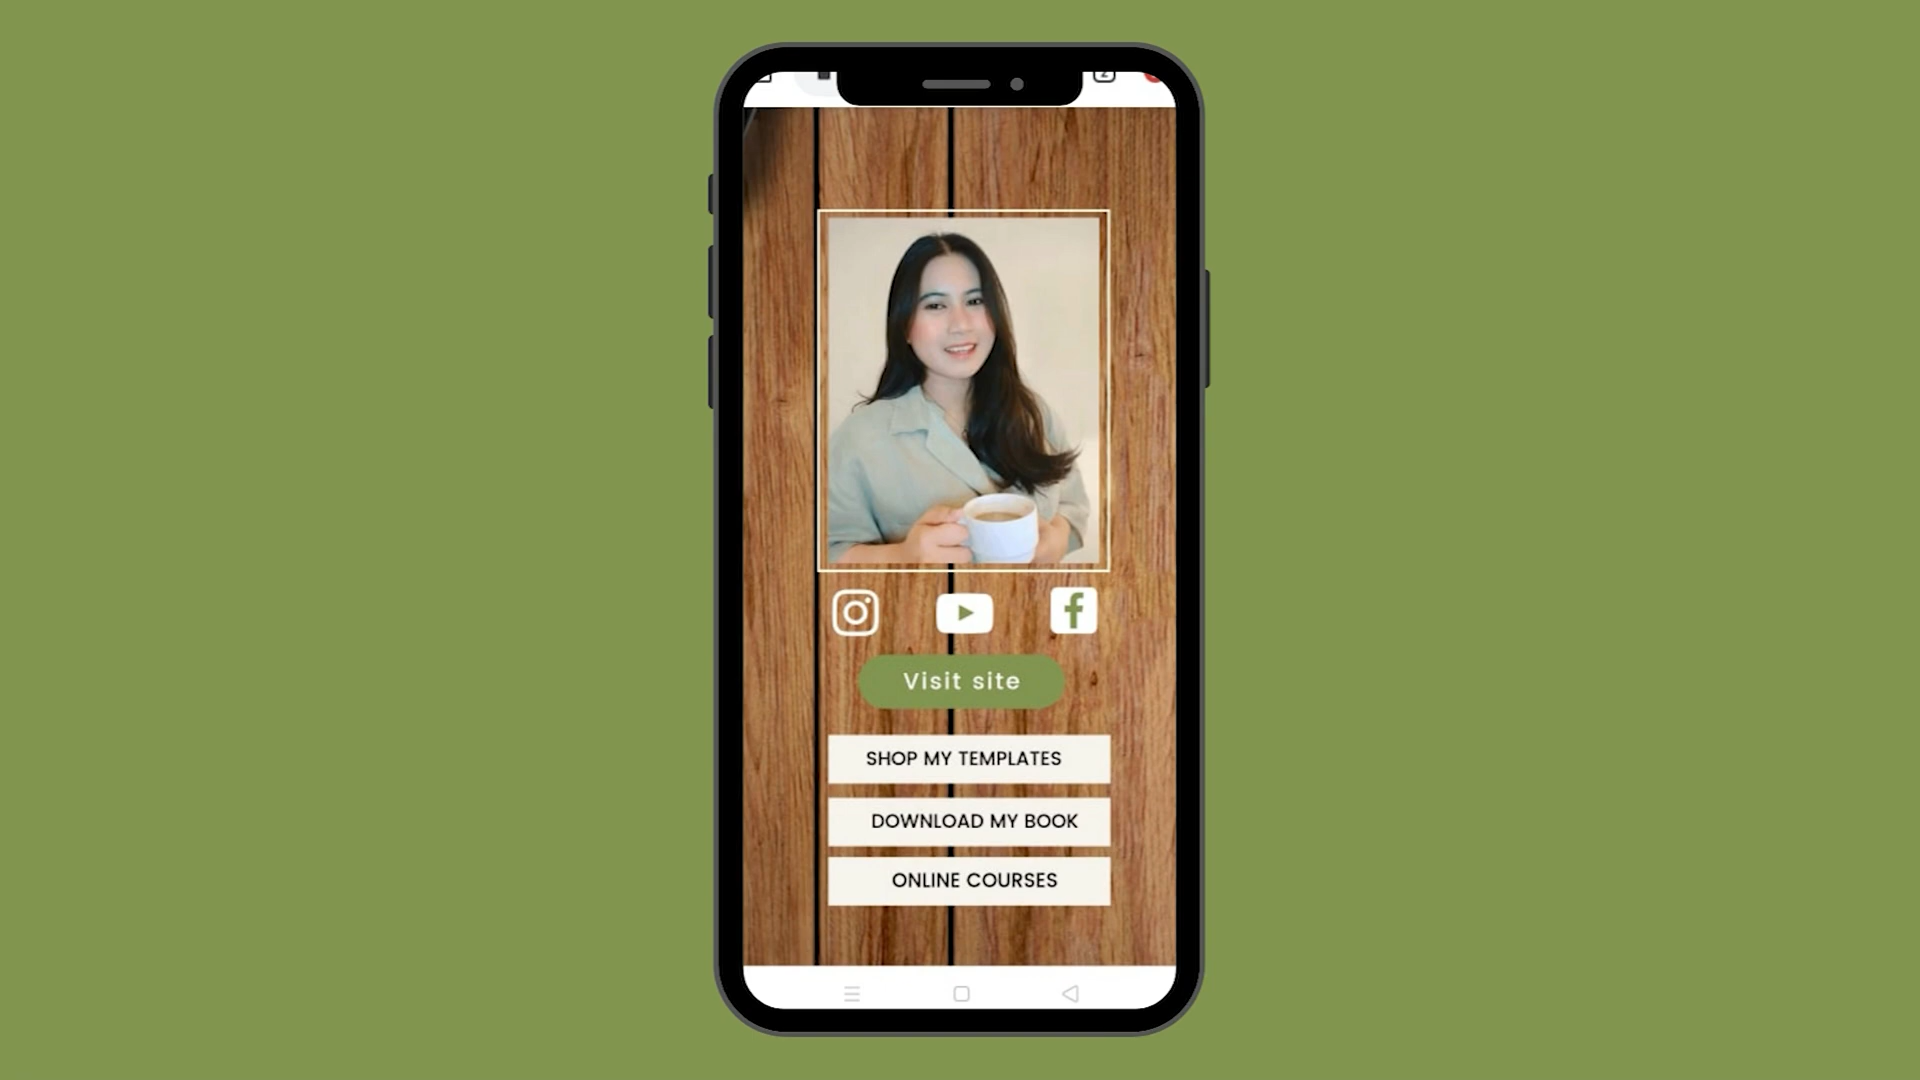 Visit site
SHOP MY TEMPLATES
DOWNLOAD MY BOOK
ONLINE COURSES